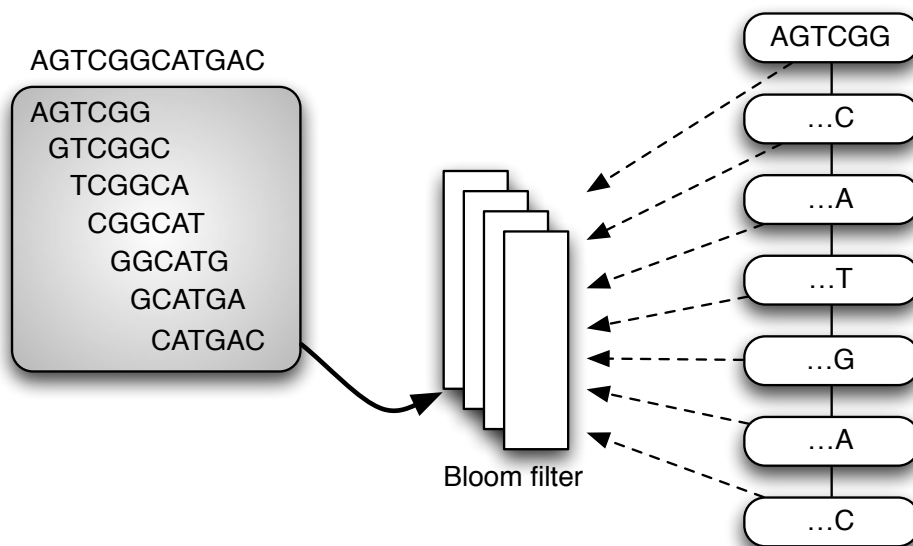 AGTCGGCATGAC
AGTCGG
GTCGGC
TCGGCA
CGGCAT
GGCATG
GCATGA
CATGAC
Bloom filter
AGTCGG
...C
...A
...T
...G
...A
...C